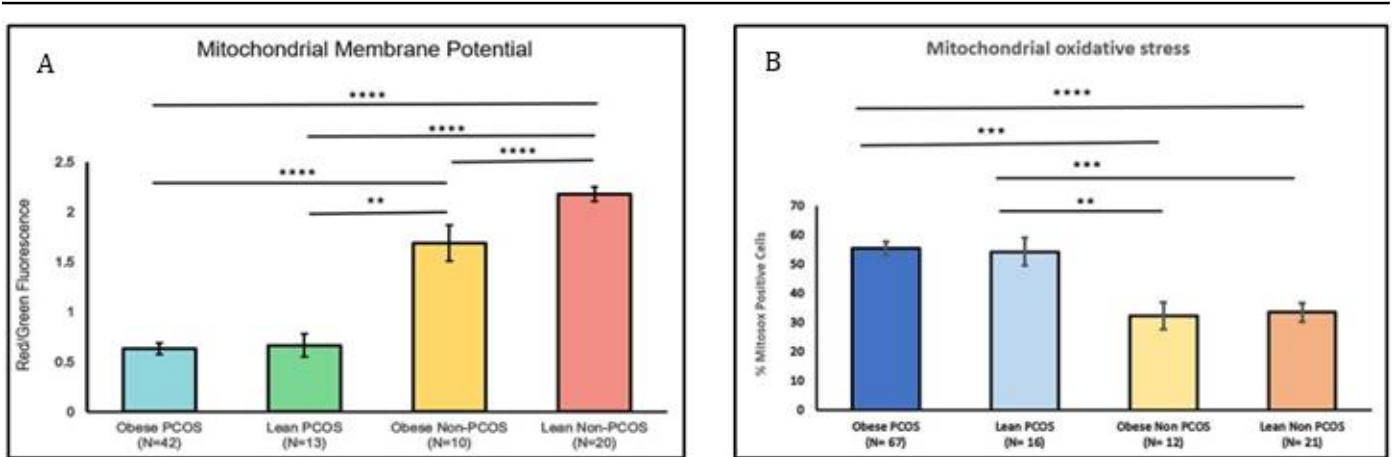 A
Mitochondrial Membrane Potential
****
****
****
****
**
Red/Green Fluorescence
2.5
2
1.5
1
0.5
0
Obese PCOS
(N=42)
Lean PCOS
(N=13)
Obese Non-PCOS
(N=10)
Lean Non-PCOS
(N=20)
B
Mitochondrial oxidative stress
****
***
***
**
% Mitosox Positive Cells
70
60
50
40
30
20
10
0
Obese PCOS
(N= 67)
Lean PCOS
(N= 16)
Obese Non PCOS
(N= 12)
Lean Non PCOS
(N= 21)